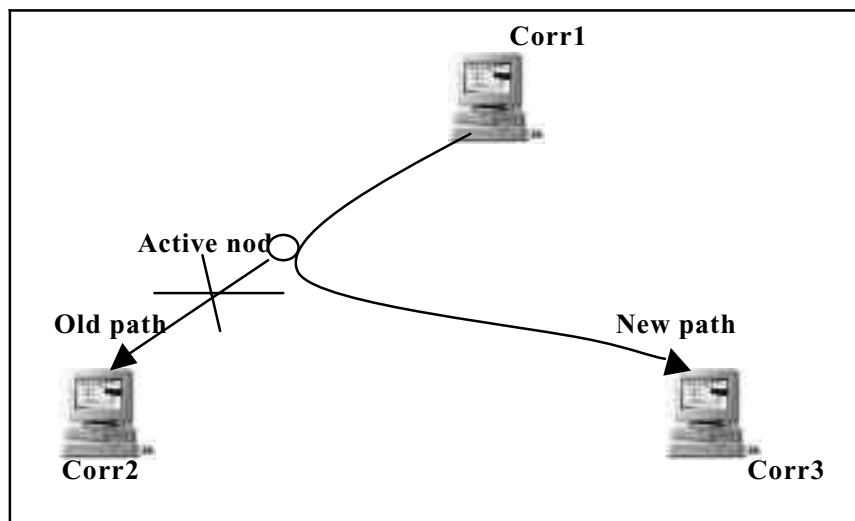 Corr1
Active nod
Old path
New path
Corr2
Corr3